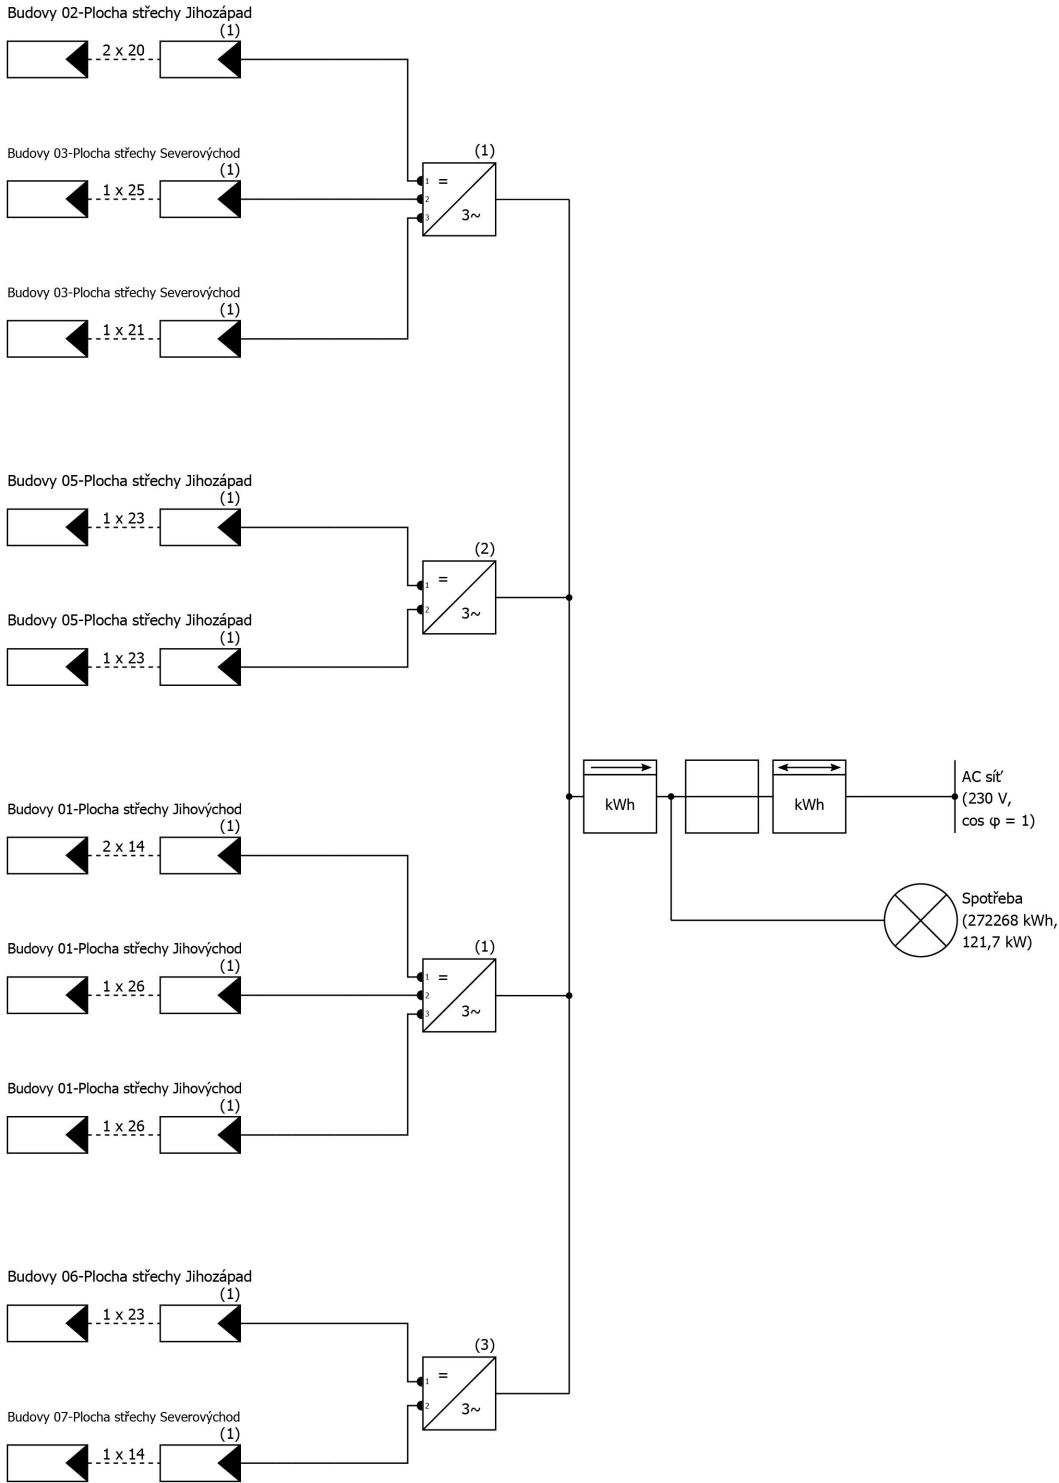 Budovy 02-Plocha střechy Jihozápad
(1)
2 x 20
Budovy 03-Plocha střechy Severovýchod
(1)
1 x 25
(1)
1 =
2
3 3~
Budovy 03-Plocha střechy Severovýchod
(1)
1 x 21
Budovy 05-Plocha střechy Jihozápad
(1)
1 x 23
(2)
1 =
2 3~
Budovy 05-Plocha střechy Jihozápad
(1)
1 x 23
kWh
kWh
AC síť
(230 V,
cos φ = 1)
Spotřeba
(272268 kWh,
121,7 kW)
Budovy 01-Plocha střechy Jihovýchod
(1)
2 x 14
Budovy 01-Plocha střechy Jihovýchod
(1)
1 x 26
(1)
1 =
2
3 3~
Budovy 01-Plocha střechy Jihovýchod
(1)
1 x 26
Budovy 06-Plocha střechy Jihozápad
(1)
1 x 23
(3)
1 =
2 3~
Budovy 07-Plocha střechy Severovýchod
(1)
1 x 14